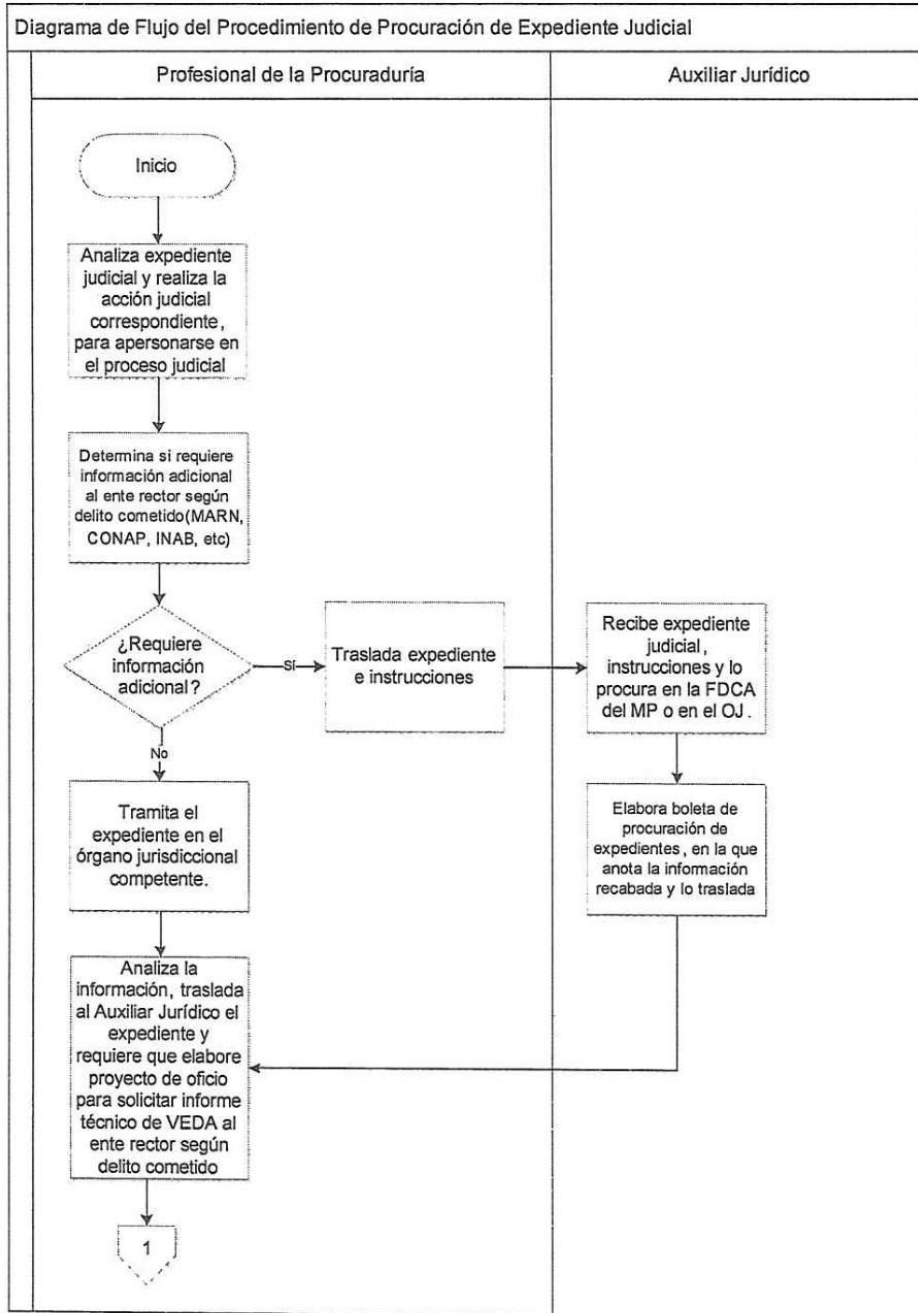 Diagrama de Flujo del Procedimiento de Procuración de Expediente Judicial
Profesional de la Procuraduría
Auxiliar Jurídico
Inicio
Analiza expediente
judicial y realiza la
acción judicial
correspondiente,
para apersonarse en
el proceso judicial
Determina si requiere
información adicional
al ente rector según
delito cometido(MARN,
CONAP, INAB, etc)
¿Requiere
información
adicional?
SÍ
Traslada expediente
e instrucciones
Recibe expediente
judicial,
instrucciones y lo
procura en la FDCA
del MP o en el OJ.
No
Tramita el
expediente en el
órgano jurisdiccional
competente.
Elabora boleta de
procuración de
expedientes, en la que
anota la información
recabada y lo traslada
Analiza la
información, traslada
al Auxiliar Jurídico el
expediente y
requiere que elabore
proyecto de oficio
para solicitar informe
técnico de VEDA al
ente rector según
delito cometido
1